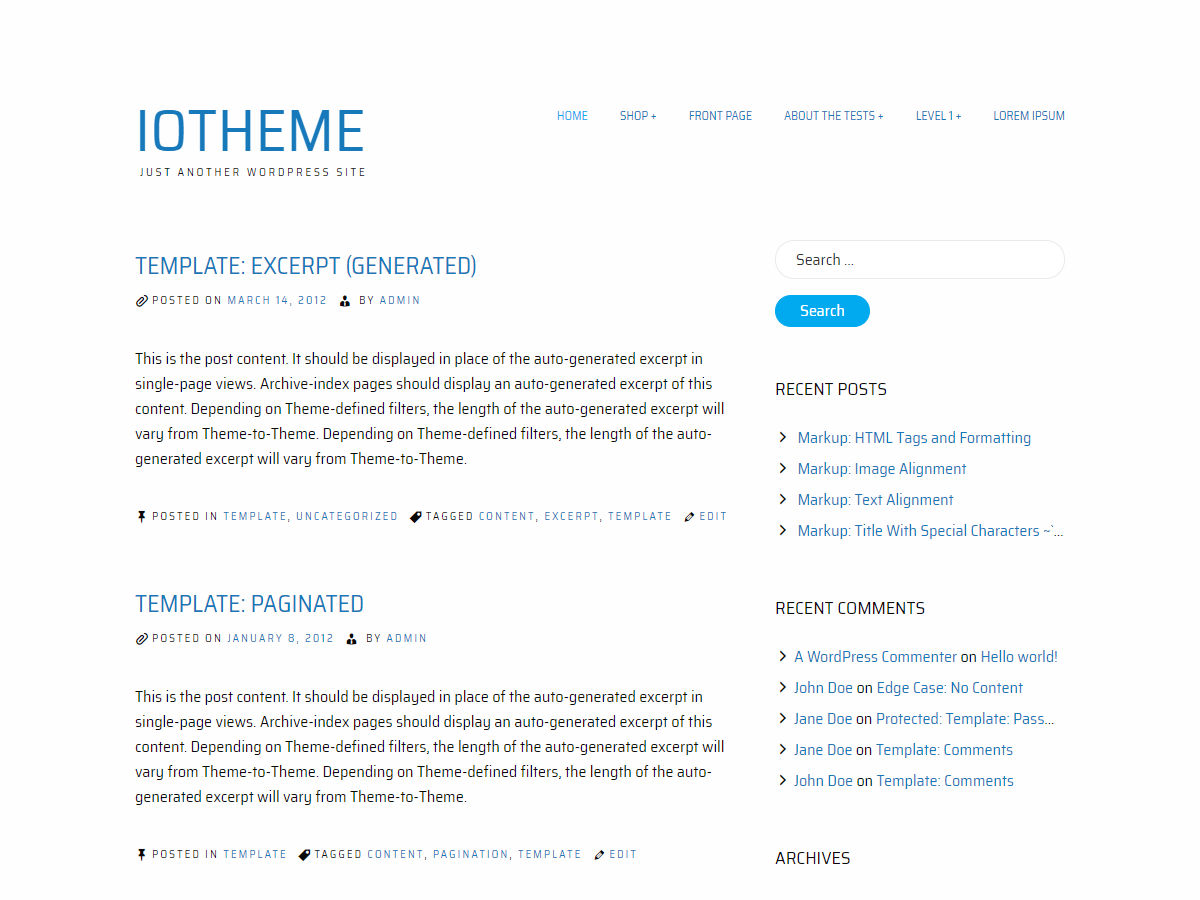 IOTHEME
JUST ANOTHER WORDPRESS SITE
HOME SHOP + FRONT PAGE ABOUT THE TESTS + LEVEL 1 + LOREM IPSUM
TEMPLATE: EXCERPT (GENERATED)
POSTED ON MARCH 14, 2012 BY ADMIN
This is the post content. It should be displayed in place of the auto-generated excerpt in
single-page views. Archive-index pages should display an auto-generated excerpt of this
content. Depending on Theme-defined filters, the length of the auto-generated excerpt will
vary from Theme-to-Theme. Depending on Theme-defined filters, the length of the auto-
generated excerpt will vary from Theme-to-Theme.
POSTED IN TEMPLATE, UNCATEGORIZED TAGGED CONTENT, EXCERPT, TEMPLATE EDIT
TEMPLATE: PAGINATED
POSTED ON JANUARY 8, 2012 BY ADMIN
This is the post content. It should be displayed in place of the auto-generated excerpt in
single-page views. Archive-index pages should display an auto-generated excerpt of this
content. Depending on Theme-defined filters, the length of the auto-generated excerpt will
vary from Theme-to-Theme. Depending on Theme-defined filters, the length of the auto-
generated excerpt will vary from Theme-to-Theme.
POSTED IN TEMPLATE TAGGED CONTENT, PAGINATION, TEMPLATE EDIT
Search ...
Search
RECENT POSTS
Markup: HTML Tags and Formatting
Markup: Image Alignment
Markup: Text Alignment
Markup: Title With Special Characters ~`...
RECENT COMMENTS
A WordPress Commenter on Hello world!
John Doe on Edge Case: No Content
Jane Doe on Protected: Template: Pass...
Jane Doe on Template: Comments
John Doe on Template: Comments
ARCHIVES